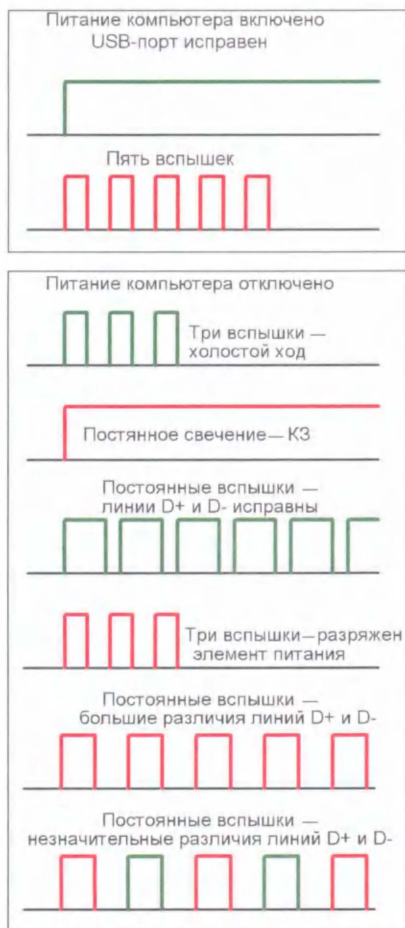 Питание компьютера включено
USB-порт исправен
Пять вспышек
Питание компьютера отключено
Три вспышки —
холостой ход
Постянное свечение — КЗ
Постоянные вспышки —
линии D+ и D- исправны
Три вспышки — разряжен
элемент питания
Постоянные вспышки —
большие различия линий D+ и D-
Постоянные вспышки —
незначительные различия линий D+ и D-